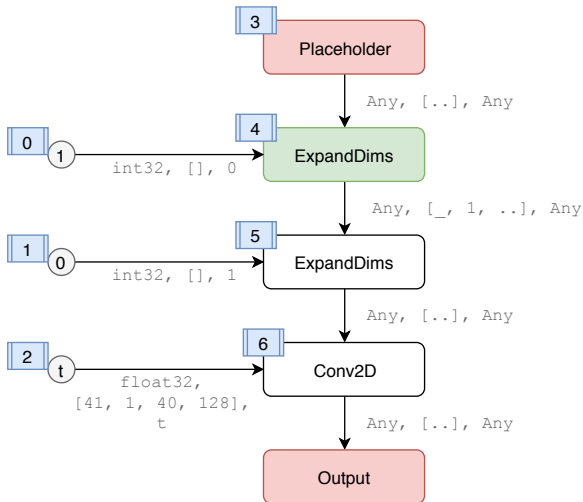 3
Placeholder
Any, [..], Any
0
1
int32, [], 0
4
ExpandDims
Any, [_, 1, ..], Any
1
0
int32, [], 1
5
ExpandDims
Any, [..], Any
2
t
float32,
[41, 1, 40, 128],
t
6
Conv2D
Any, [..], Any
Output